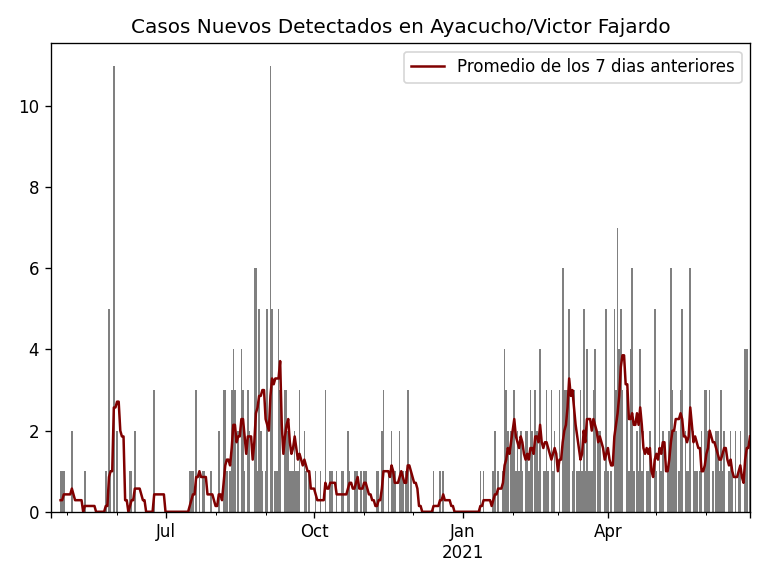 Casos Nuevos Detectados en Ayacucho/Victor Fajardo
Promedio de los 7 dias anteriores
10
8
6
4
2
0
Jul
Oct
Jan
2021
Apr